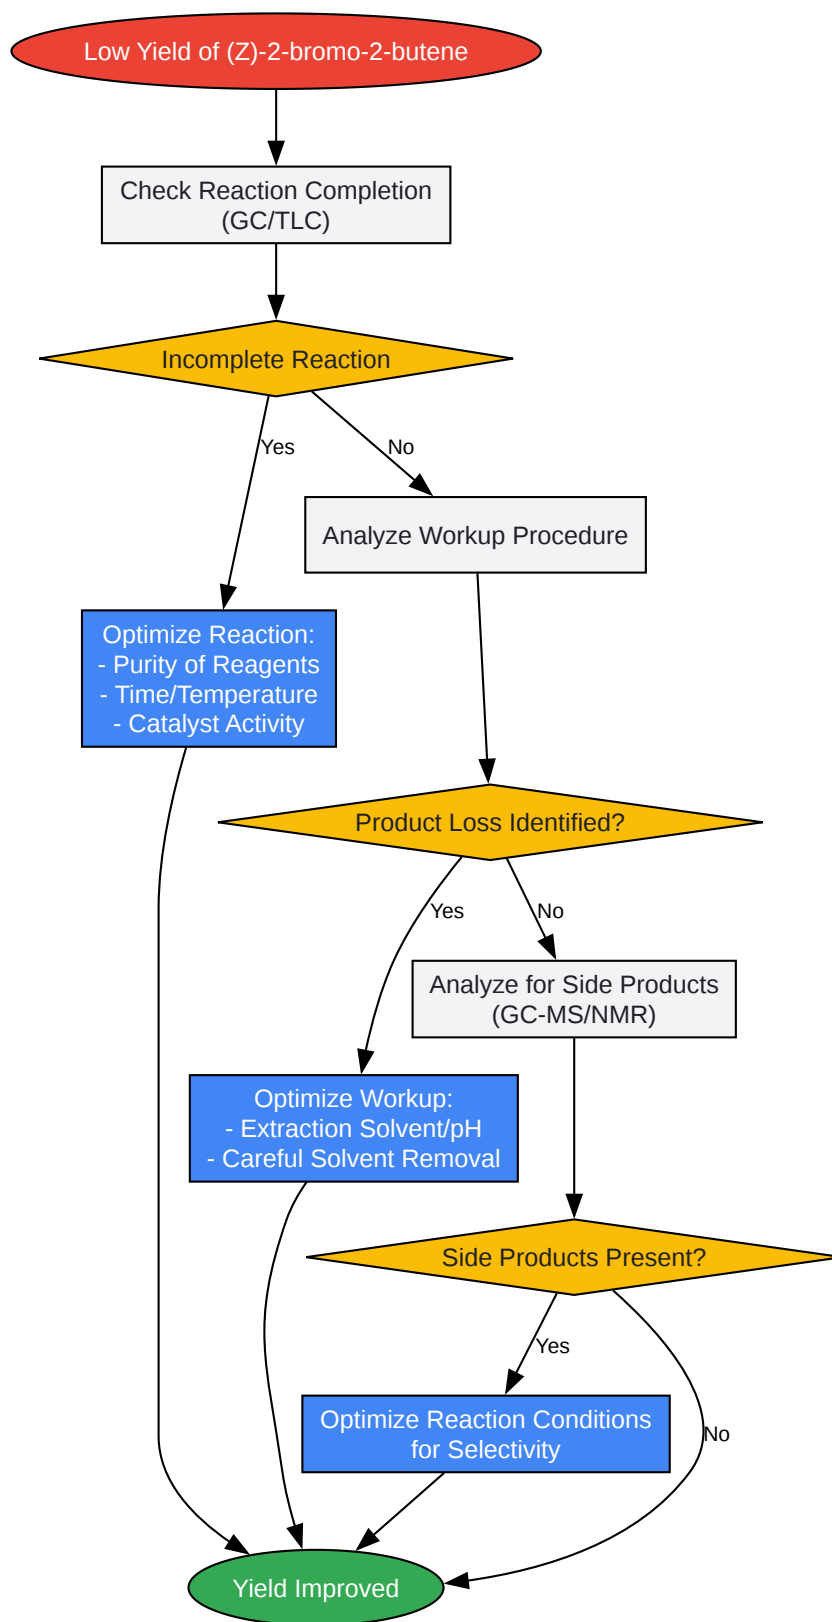 Low Yield of (Z)-2-bromo-2-butene
Check Reaction Completion
(GC/TLC)
Incomplete Reaction
Yes
No
Analyze Workup Procedure
Optimize Reaction:
- Purity of Reagents
- Time/Temperature
- Catalyst Activity
Product Loss Identified?
Yes
No
Analyze for Side Products
(GC-MS/NMR)
Optimize Workup:
- Extraction Solvent/pH
- Careful Solvent Removal
Side Products Present?
Yes
Optimize Reaction Conditions
for Selectivity
No
Yield Improved